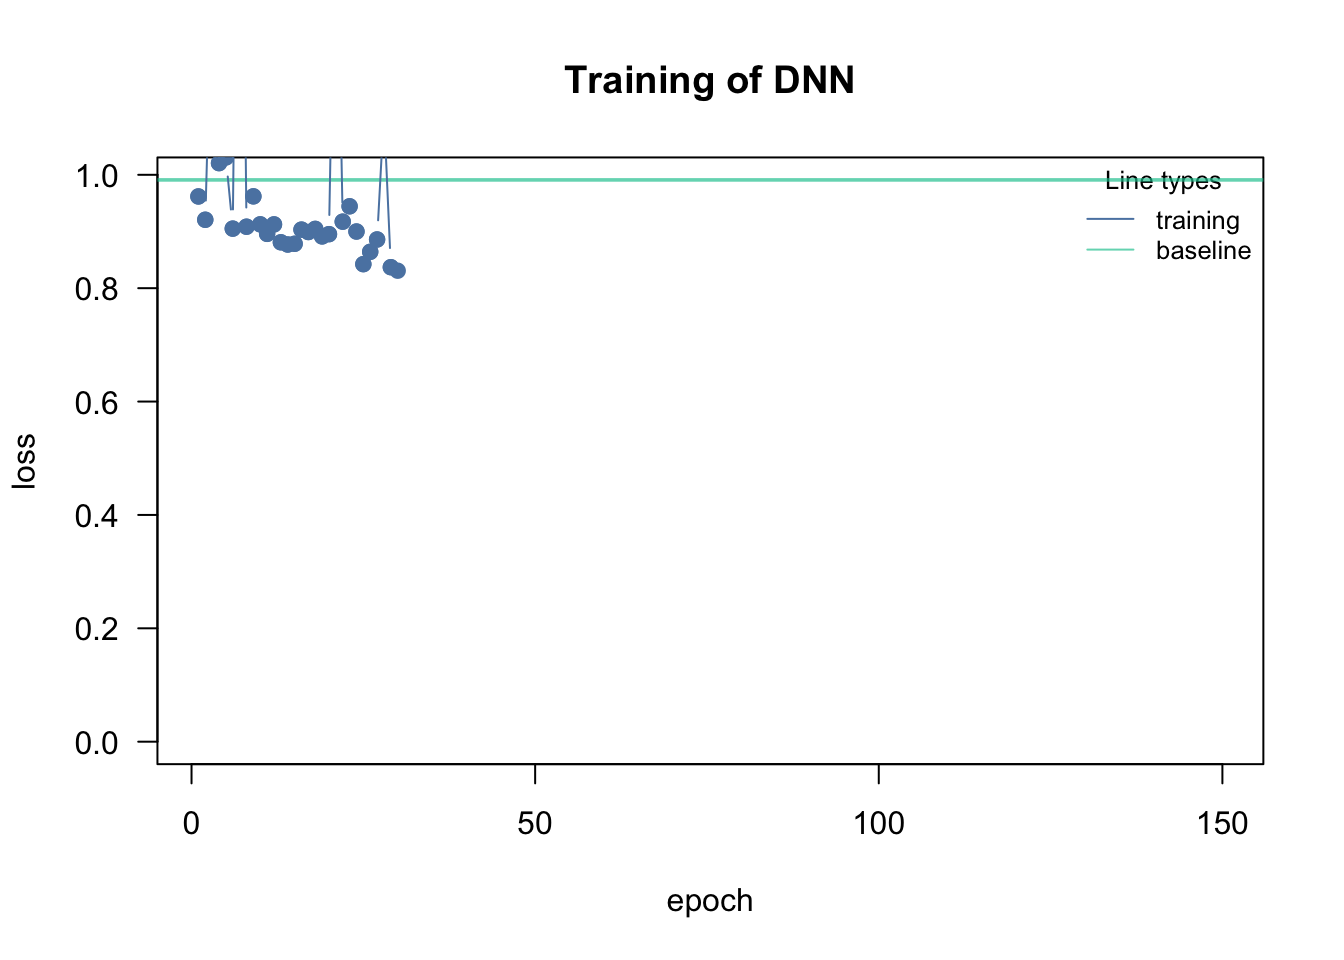 Training of DNN
1.0
0.8
0.6
0.4
0.2
0.0
loss
Line types
training
baseline
0 50 100 150
epoch